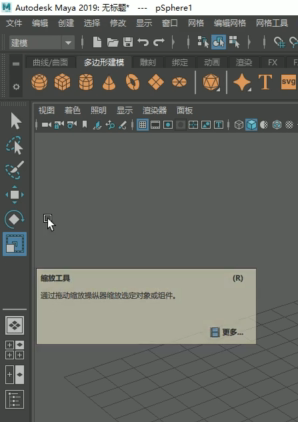 Autodesk Maya 2019: 无标题* --- pSphere1
文件 编辑 创建 选择 修改 显示 窗口 网格 编辑网格 网格工具
建模
曲线/曲面 多边形建模 雕刻 绑定 动画 渲染 FX
T SVG
视图 着色 照明 显示 渲染器 面板
缩放工具 (R)
通过拖动缩放操纵器缩放选定对象或组件。
更多...